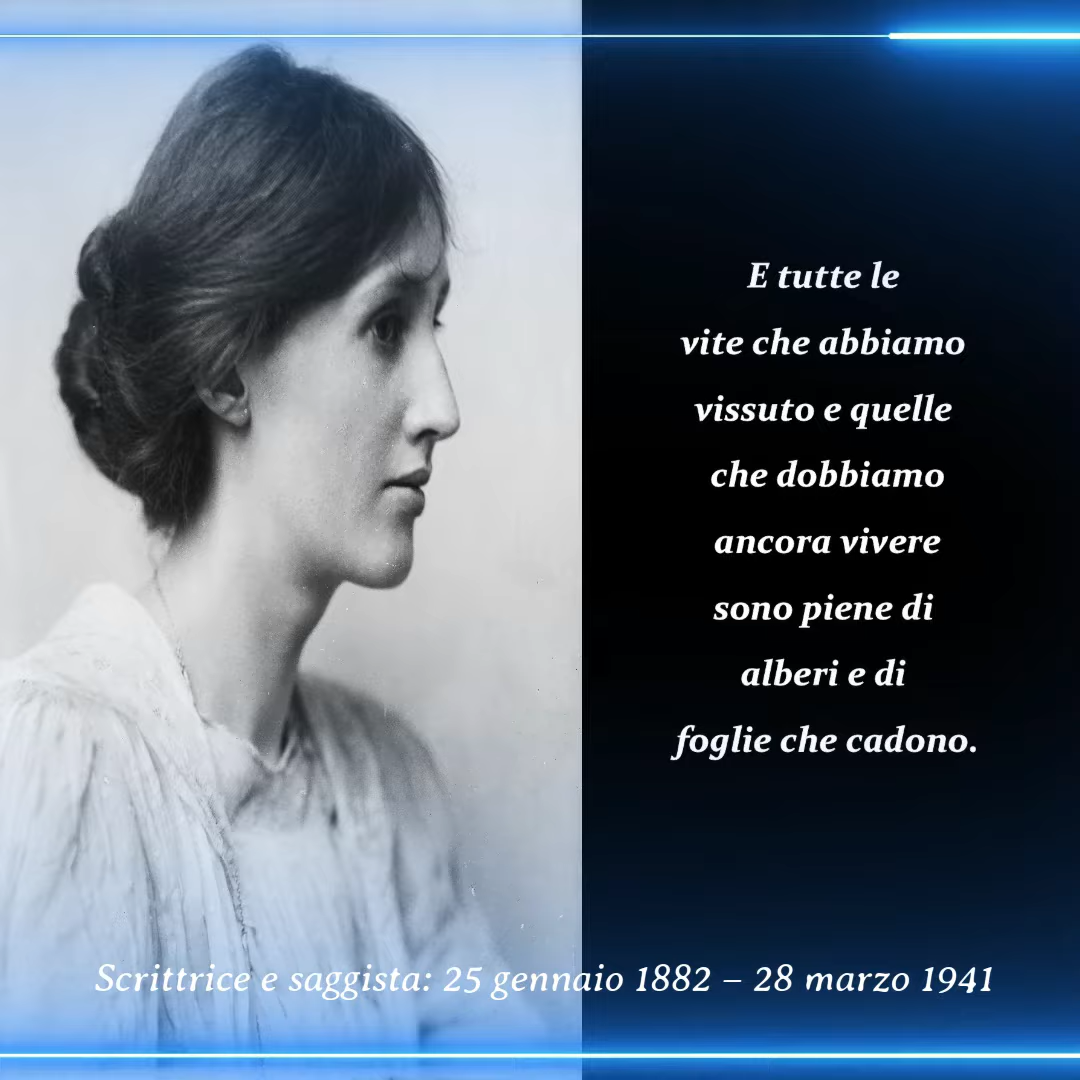 E tutte le
vite che abbiamo
vissuto e quelle
che dobbiamo
ancora vivere
sono piene di
alberi e di
foglie che cadono.
Scrittrice e saggista: 25 gennaio 1882 – 28 marzo 1941